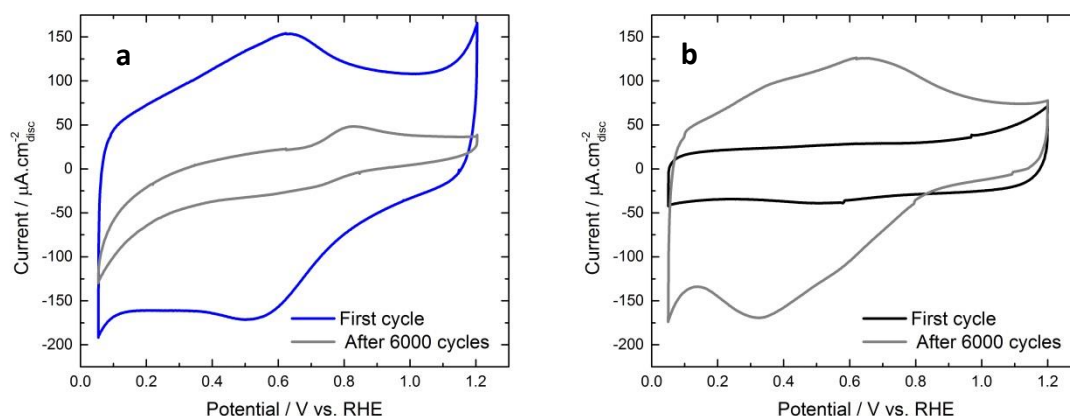 a
150
100
50
0
-50
-100
-150
-200
Current / µA.cm⁻²disc
First cycle
After 6000 cycles
0.0 0.2 0.4 0.6 0.8 1.0 1.2
Potential / V vs. RHE
b
150
100
50
0
-50
-100
-150
-200
Current / µA.cm⁻²disc
First cycle
After 6000 cycles
0.0 0.2 0.4 0.6 0.8 1.0 1.2
Potential / V vs. RHE